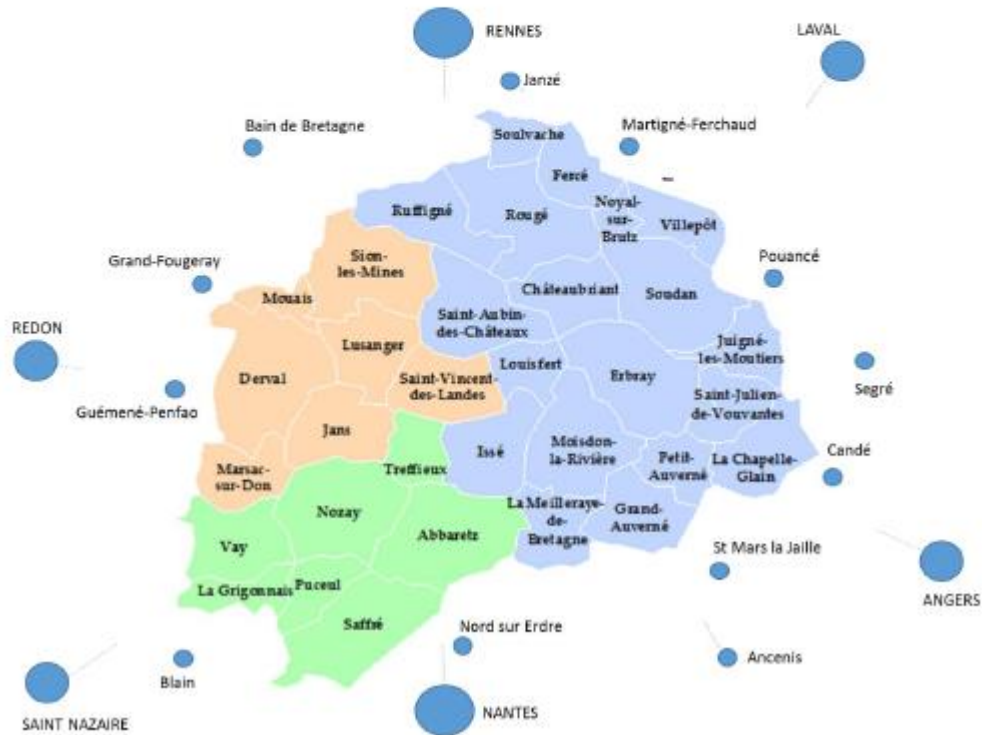 RENNES
LAVAL
Janzé
Bain de Bretagne
Martigné-Ferchaud
Soulvache
Fercé
Ruffigné
Rougé
Noyal-
sur-
Brutz
Villepôt
Grand-Fougeray
Sion-
les-Mines
Pouancé
Mouais
Châteaubriant
Soudan
REDON
Saint-Aubin-
des-Châteaux
Lusanger
Juigné-
les-Moutiers
Derval
Louisfert
Erbray
Segré
Guémené-Penfao
Saint-Vincent-
des-Landes
Saint-Julien-
de-Vouvantes
Jans
Issé
Moisdon-
la-Rivière
Petit-
Auverné
La Chapelle-
Glain
Candé
Marsac-
sur-Don
Treffieux
Nozay
Abbaretz
La Meilleraye-
de-
Bretagne
Grand-
Auverné
Vay
St Mars la Jaille
La Grigonnais
Puceul
ANGERS
Saffré
Nord sur Erdre
Ancenis
Blain
SAINT NAZAIRE
NANTES